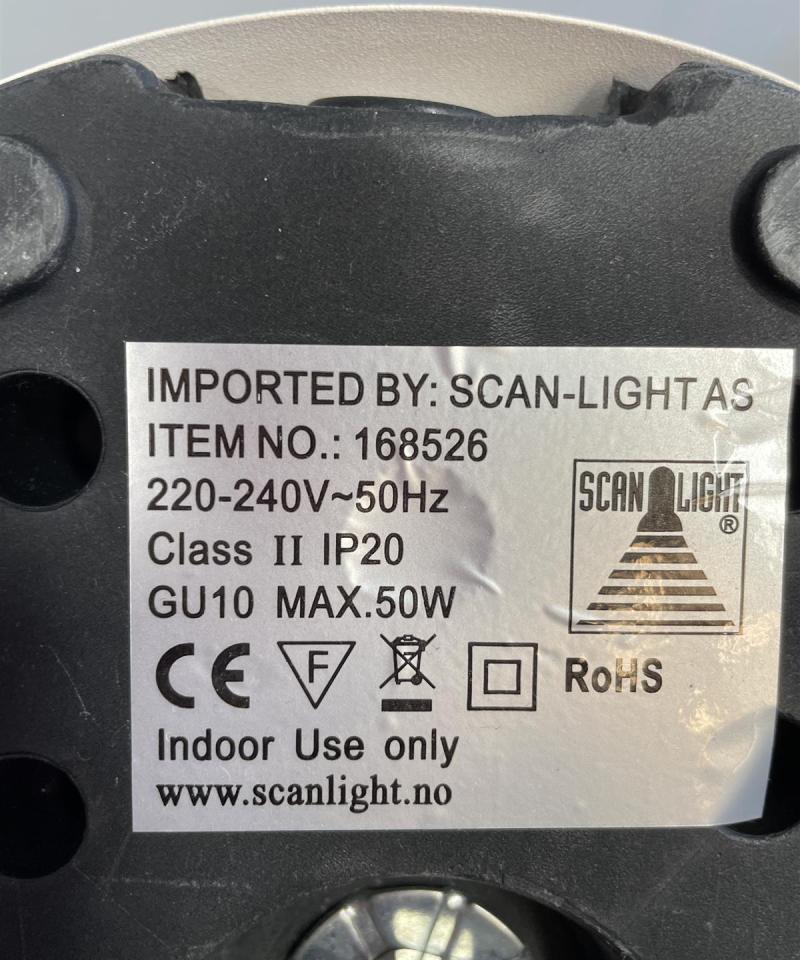 IMPORTED BY: SCAN-LIGHT AS
ITEM NO.: 168526
220-240V~50Hz
Class II IP20
GU10 MAX.50W
SCAN LIGHT
®
CE F RoHS
Indoor Use only
www.scanlight.no